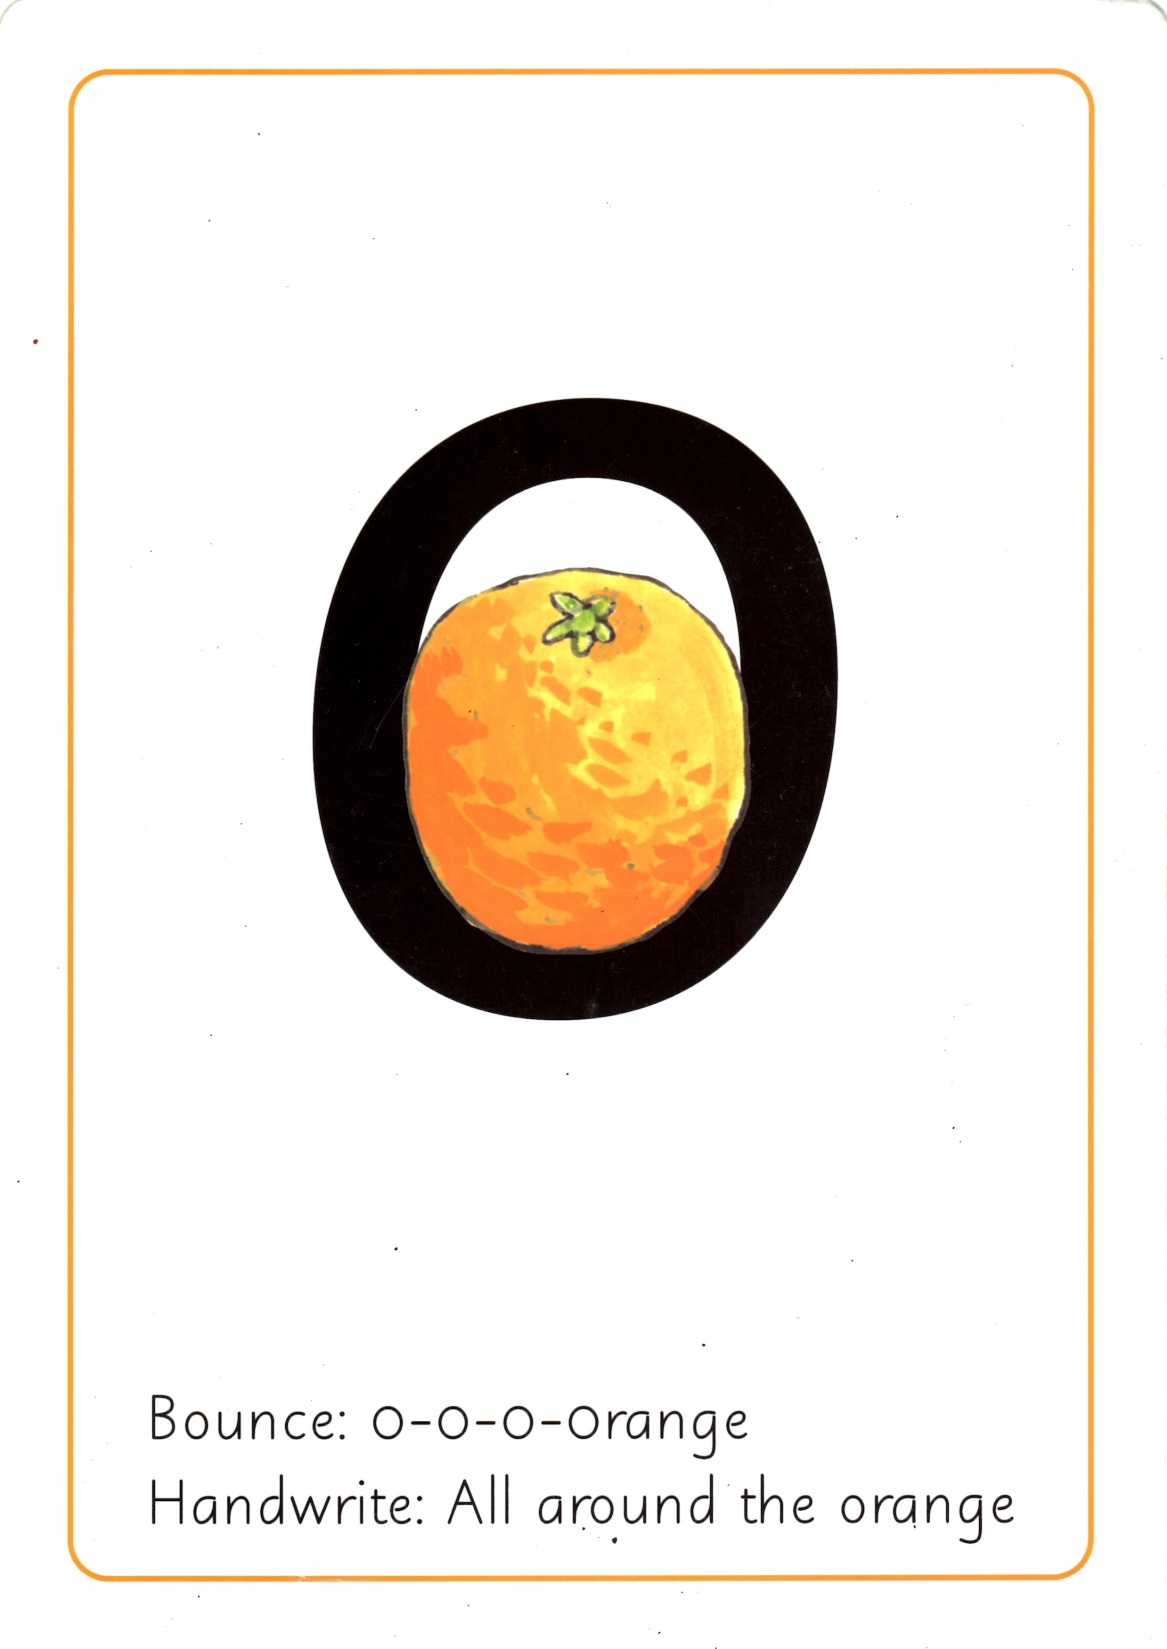 o
Bounce: o-o-o-orange
Handwrite: All around the orange